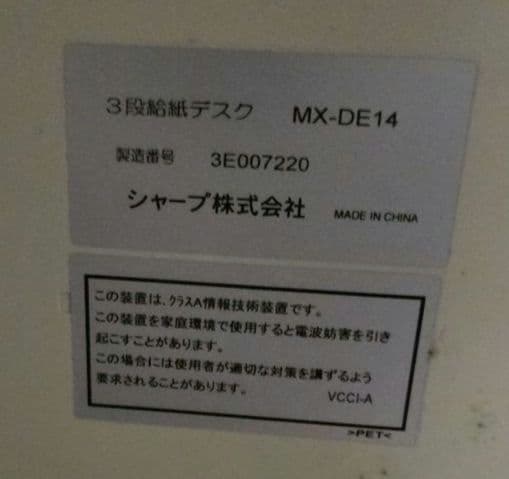 3段給紙デスク MX-DE14
製造番号 3E007220
シャープ株式会社 MADE IN CHINA
この装置は、クラスA情報技術装置です。
この装置を家庭環境で使用すると電波妨害を引き
起こすことがあります。
この場合には使用者が適切な対策を講ずるよう
要求されることがあります。 VCCI-A
>PET<